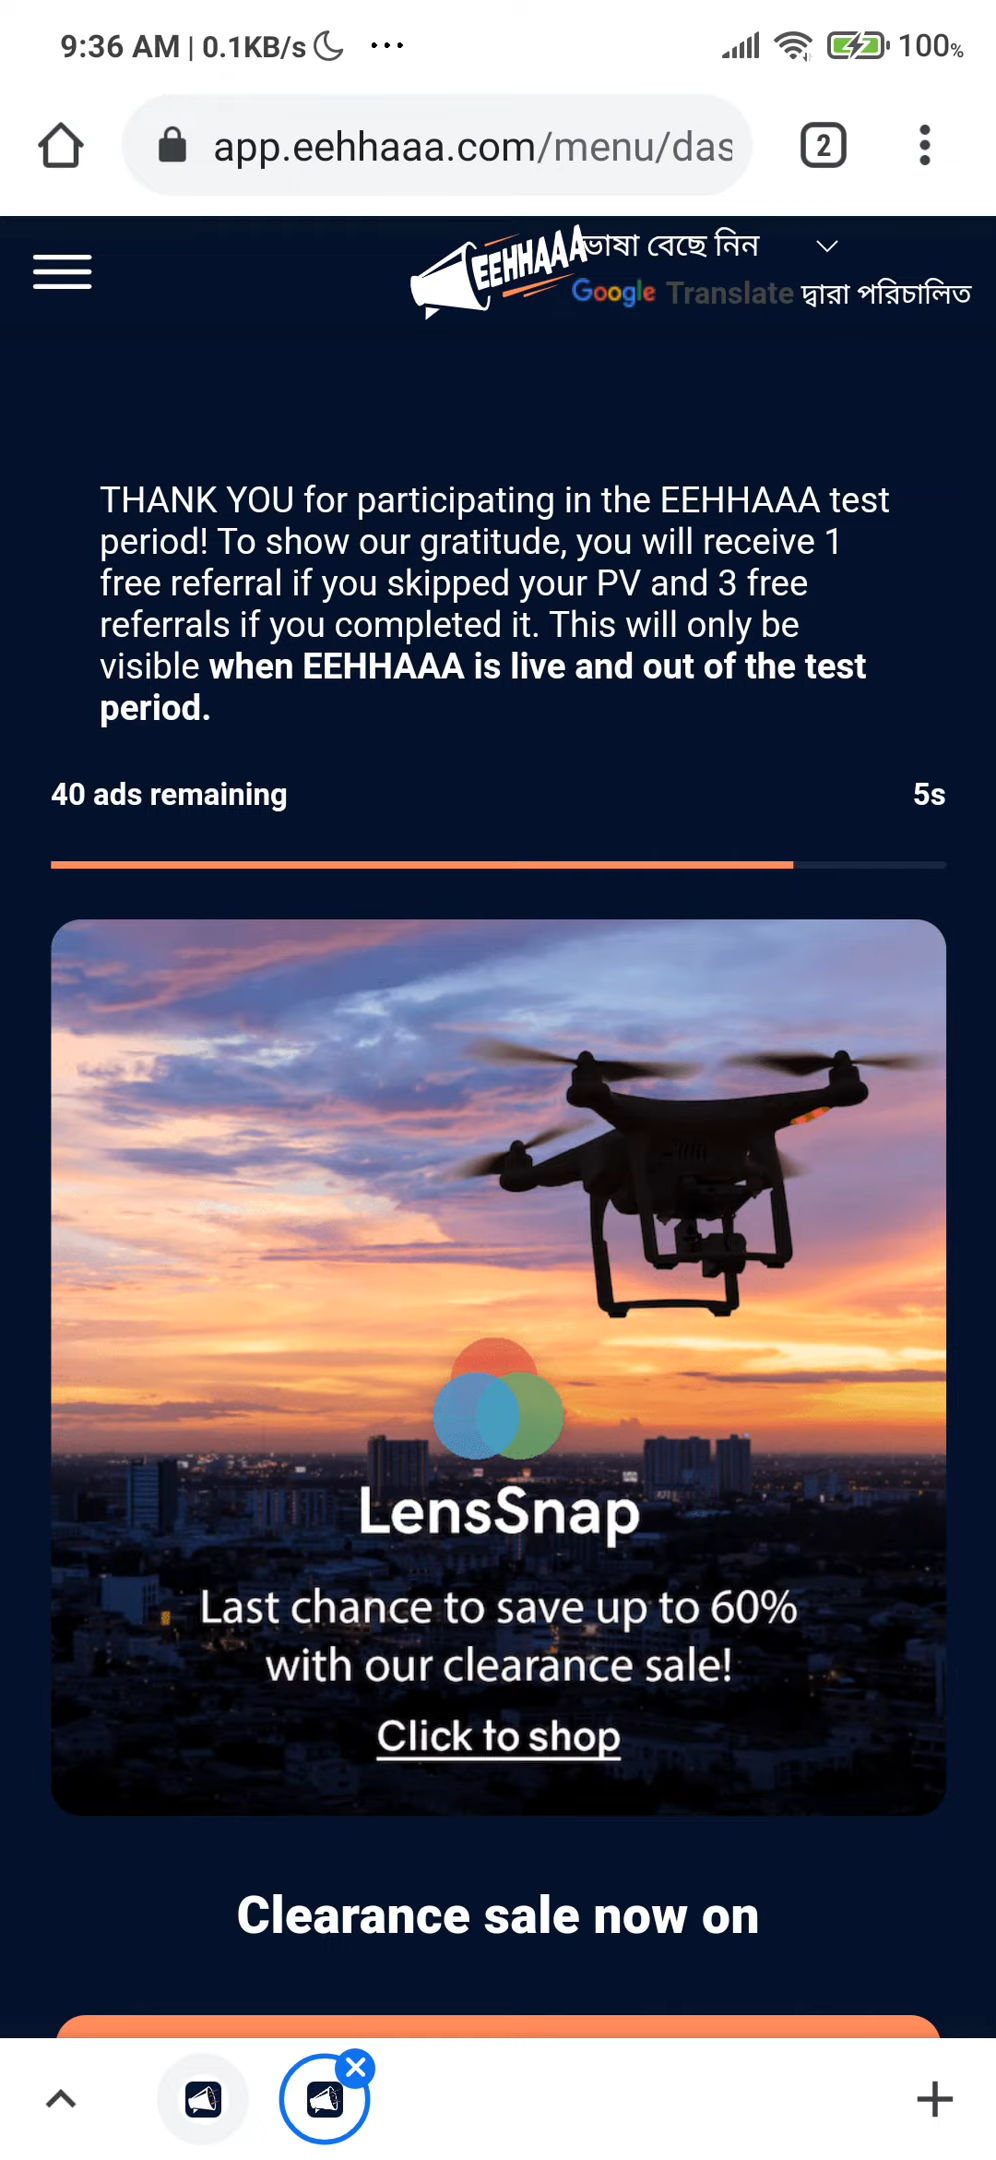 9:36 AM | 0.1KB/s ...
100%
app.eehhaaa.com/menu/das
2
EEHHAAA
ভাষা বেছে নিন
Google Translate দ্বারা পরিচালিত
THANK YOU for participating in the EEHHAAA test
period! To show our gratitude, you will receive 1
free referral if you skipped your PV and 3 free
referrals if you completed it. This will only be
visible when EEHHAAA is live and out of the test
period.
40 ads remaining
5s
LensSnap
Last chance to save up to 60%
with our clearance sale!
Click to shop
Clearance sale now on